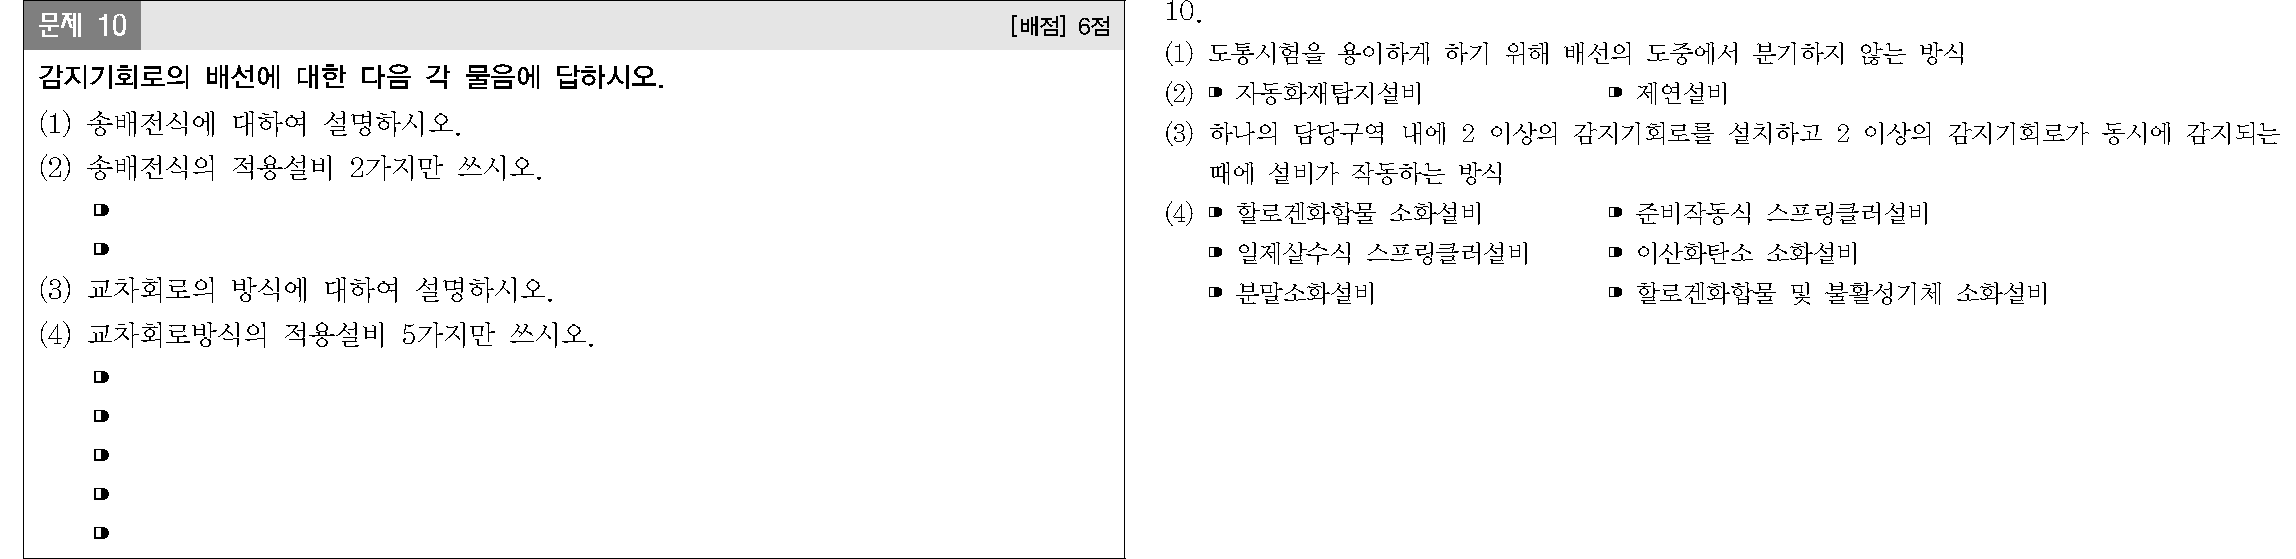 문제 10
[배점] 6점
감지기회로의 배선에 대한 다음 각 물음에 답하시오.
(1) 송배전식에 대하여 설명하시오.
(2) 송배전식의 적용설비 2가지만 쓰시오.
(3) 교차회로의 방식에 대하여 설명하시오.
(4) 교차회로방식의 적용설비 5가지만 쓰시오.
10.
(1) 도통시험을 용이하게 하기 위해 배선의 도중에서 분기하지 않는 방식
(2) 자동화재탐지설비 제연설비
(3) 하나의 담당구역 내에 2 이상의 감지기회로를 설치하고 2 이상의 감지기회로가 동시에 감지되는
때에 설비가 작동하는 방식
(4) 할로겐화합물 소화설비 준비작동식 스프링클러설비
일제살수식 스프링클러설비 이산화탄소 소화설비
분말소화설비 할로겐화합물 및 불활성기체 소화설비